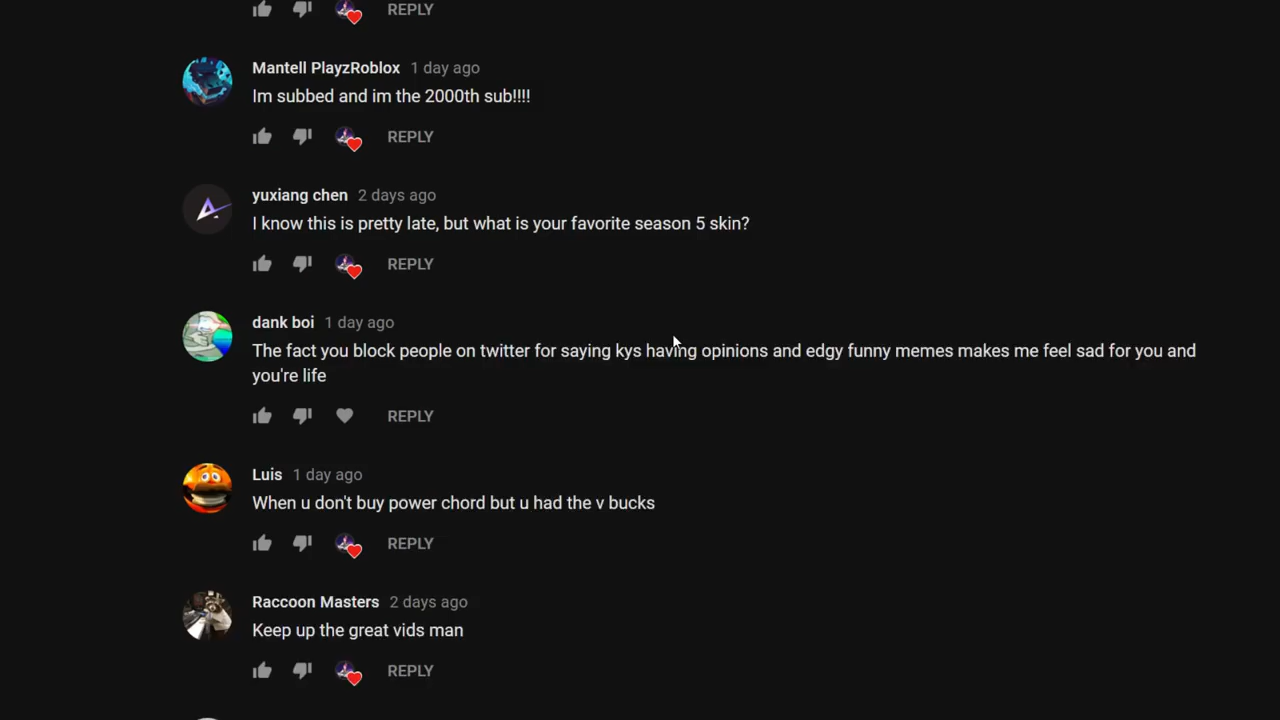 REPLY
Mantell PlayzRoblox 1 day ago
Im subbed and im the 2000th sub!!!!
REPLY
yuxiang chen 2 days ago
I know this is pretty late, but what is your favorite season 5 skin?
REPLY
dank boi 1 day ago
The fact you block people on twitter for saying kys having opinions and edgy funny memes makes me feel sad for you and
you're life
REPLY
Luis 1 day ago
When u don't buy power chord but u had the v bucks
REPLY
Raccoon Masters 2 days ago
Keep up the great vids man
REPLY